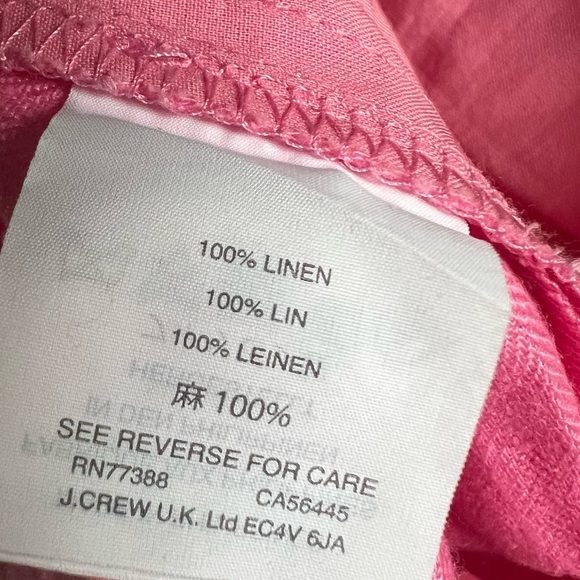 100% LINEN
100% LIN
100% LEINEN
麻 100%
SEE REVERSE FOR CARE
RN77388 CA56445
J.CREW U.K. Ltd EC4V 6JA